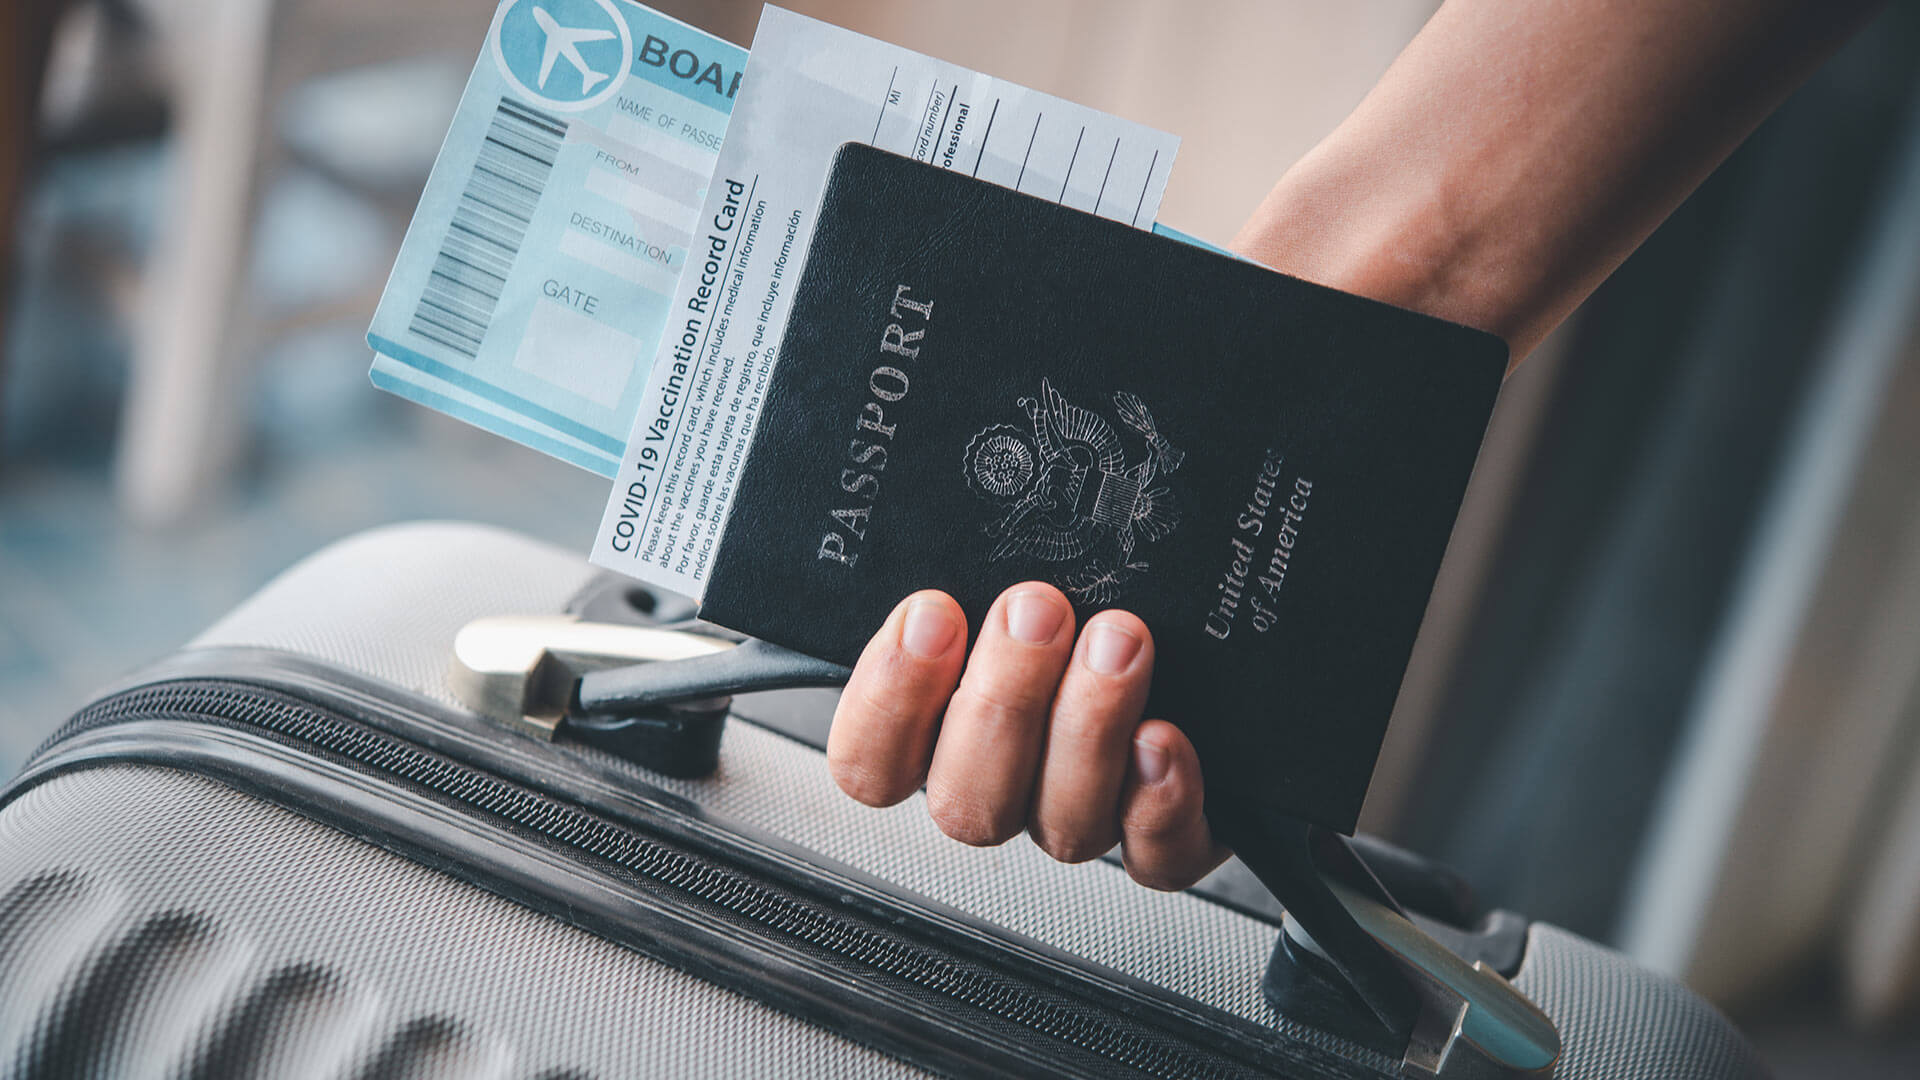 BOAR
NAME OF PASSE
FROM
DESTINATION
GATE
MI
cord number)
ofessional
COVID-19 Vaccination Record Card
Please keep this record card, which includes medical information
about the vaccines you have received.
Por favor, guarde esta tarjeta de registro, que incluye información
médica sobre las vacunas que ha recibido.
PASSPORT
United States
of America